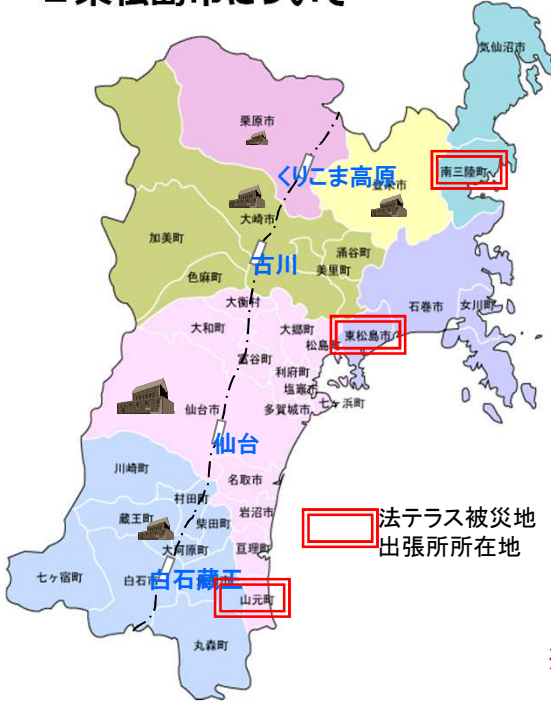 気仙沼市
栗原市
くりこま高原
南三陸町
登米市
大崎市
加美町
涌谷町
古川
美里町
色麻町
石巻市
女川町
大衡村
大和町
大郷町
東松島市
松島町
富谷町
利府町
塩竈市
七ヶ浜町
仙台市
多賀城市
仙台
川崎町
名取市
村田町
岩沼市
蔵王町
柴田町
法テラス被災地
出張所所在地
大河原町
亘理町
七ヶ宿町
白石市
白石蔵王
山元町
丸森町